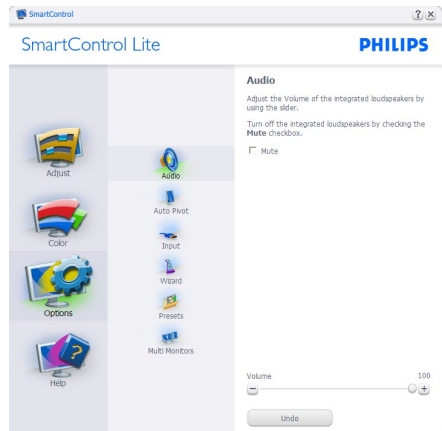 SmartControl
SmartControl Lite
PHILIPS
Adjust
Color
Options
Help
Audio
Auto Pivot
Input
Wizard
Presets
Multi Monitors
Audio
Adjust the Volume of the integrated loudspeakers by
using the slider.
Turn off the integrated loudspeakers by checking the
Mute checkbox.
Mute
Volume 100
Undo